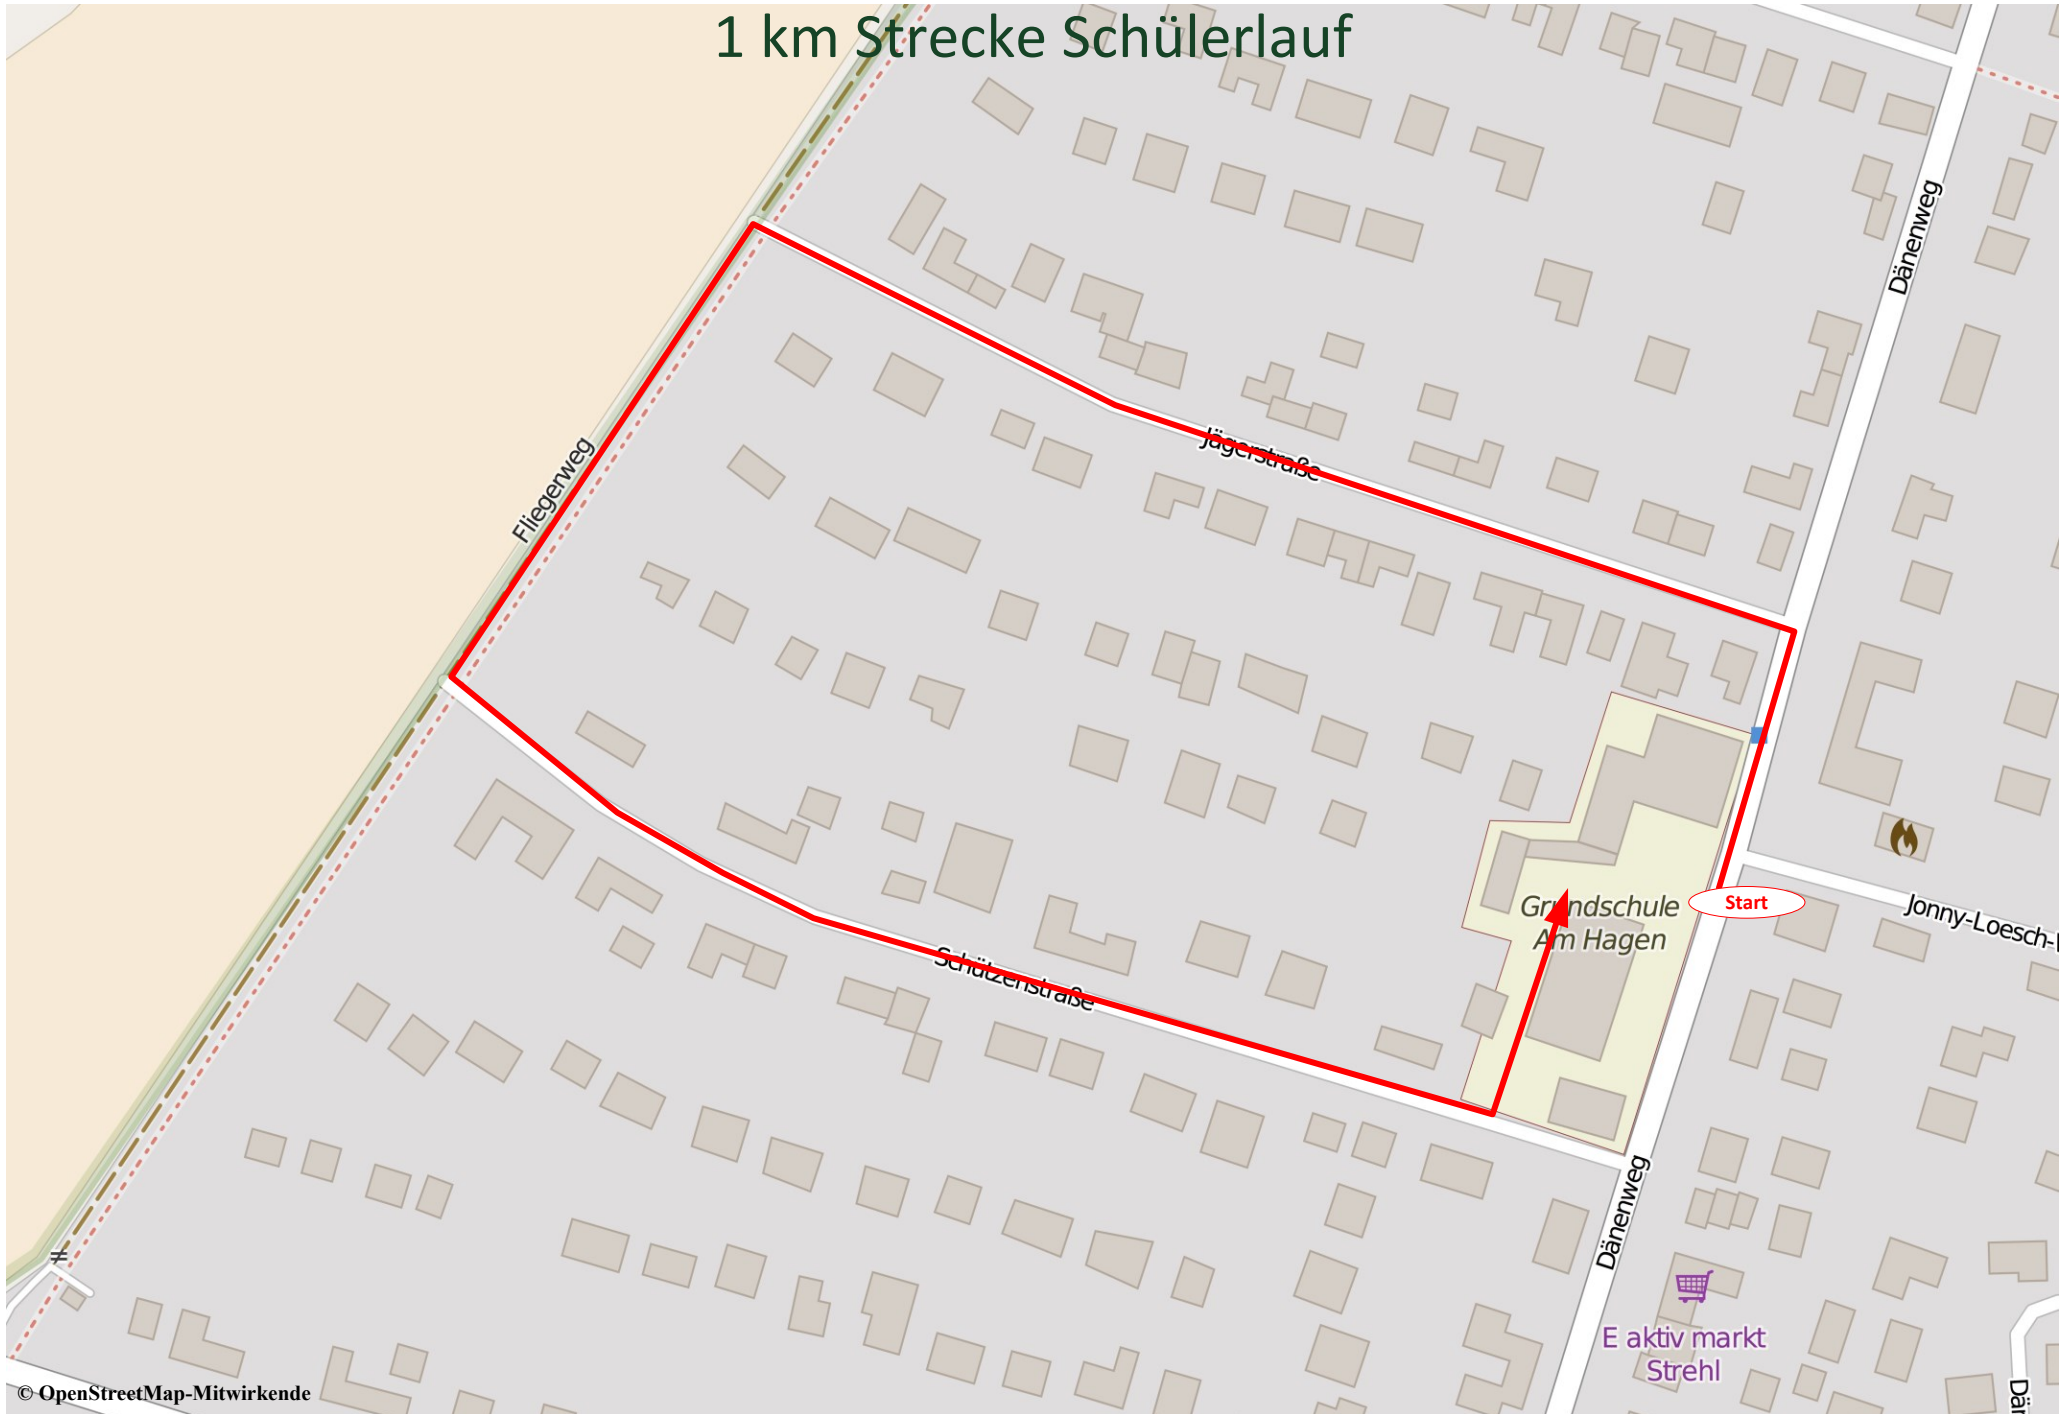 1 km Strecke Schülerlauf
Dänenweg
Jägerstraße
Fliegerweg
Start
Grundschule
Am Hagen
Jonny-Loesch-
Schützenstraße
Dänenweg
E aktiv markt
Strehl
Dä
© OpenStreetMap-Mitwirkende